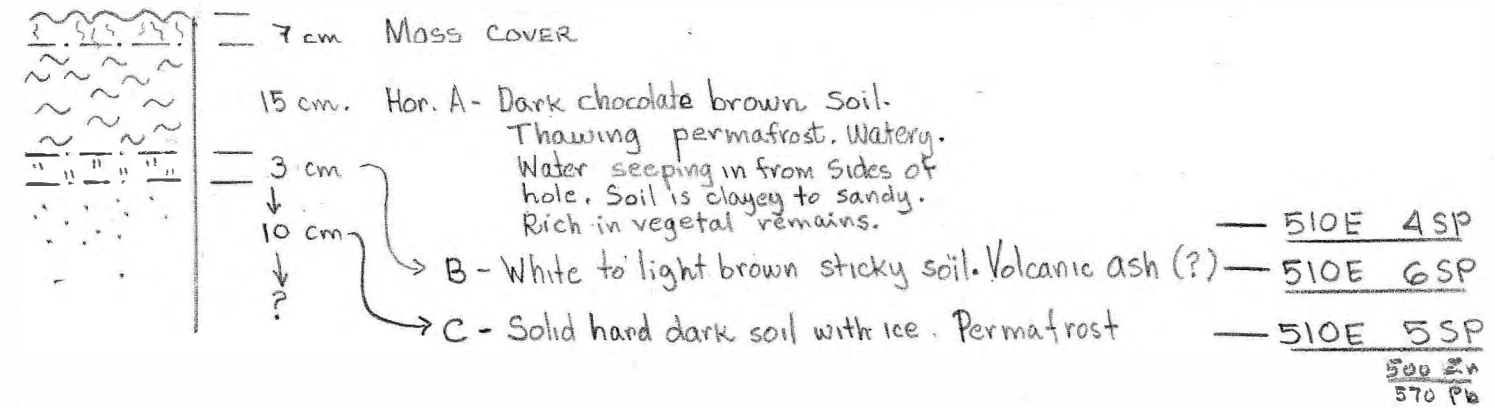 7 cm Moss COVER
15 cm. Hor. A - Dark chocolate brown soil.
Thawing permafrost. Watery.
3 cm Water seeping in from sides of
hole. Soil is clayey to sandy.
10 cm Rich in vegetal remains. — 510E 4SP
B - White to light brown sticky soil. Volcanic ash (?) — 510E 6SP
?
C - Solid hard dark soil with ice. Permafrost — 510E 5SP
500 Zn
570 Pb